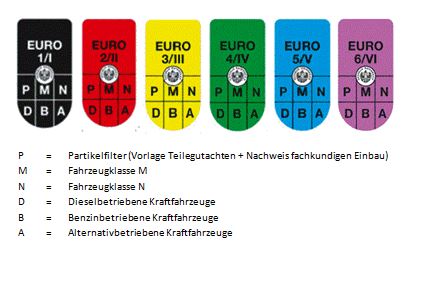 EURO EURO EURO EURO EURO EURO
1/I 2/II 3/III 4/IV 5/V 6/VI
P M N P M N P M N P M N P M N P M N
D B A D B A D B A D B A D B A D B A
P = Partikelfilter (Vorlage Teilegutachten + Nachweis fachkundigen Einbau)
M = Fahrzeugklasse M
N = Fahrzeugklasse N
D = Dieselbetriebene Kraftfahrzeuge
B = Benzinbetriebene Kraftfahrzeuge
A = Alternativbetriebene Kraftfahrzeuge